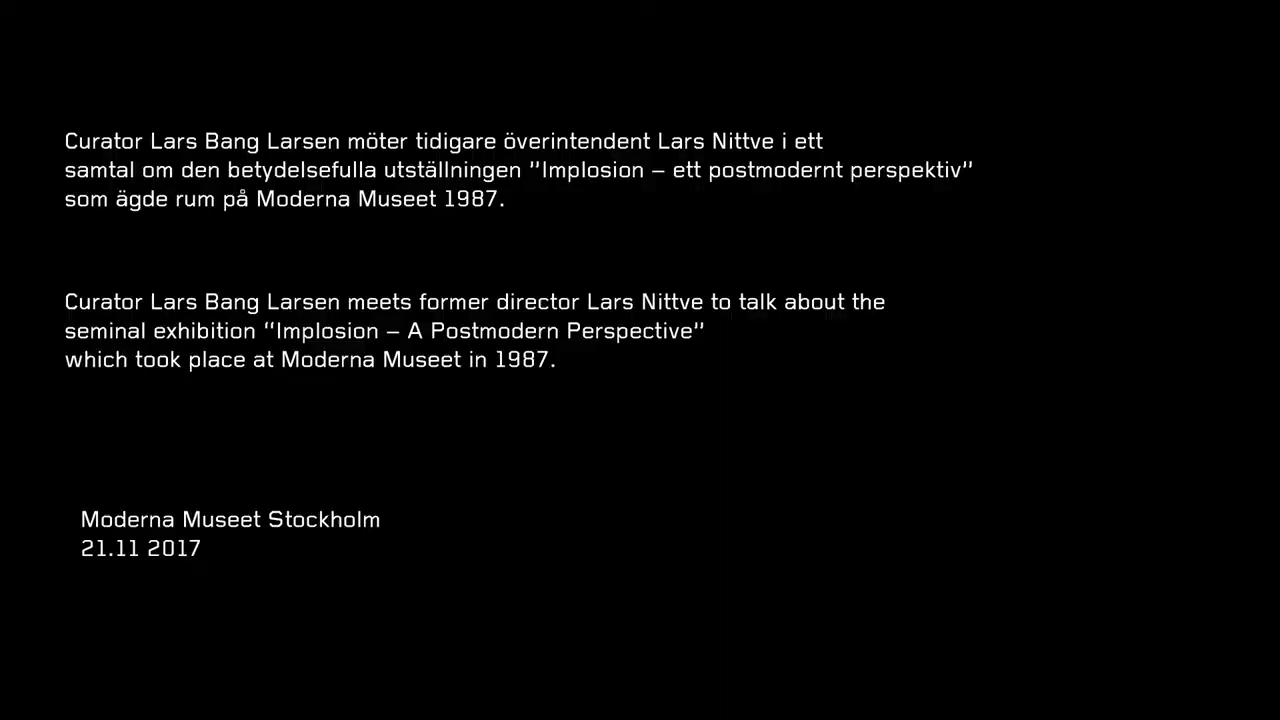 Curator Lars Bang Larsen möter tidigare överintendent Lars Nittve i ett
samtal om den betydelsefulla utställningen ”Implosion – ett postmodernt perspektiv”
som ägde rum på Moderna Museet 1987.
Curator Lars Bang Larsen meets former director Lars Nittve to talk about the
seminal exhibition “Implosion – A Postmodern Perspective”
which took place at Moderna Museet in 1987.
Moderna Museet Stockholm
21.11 2017